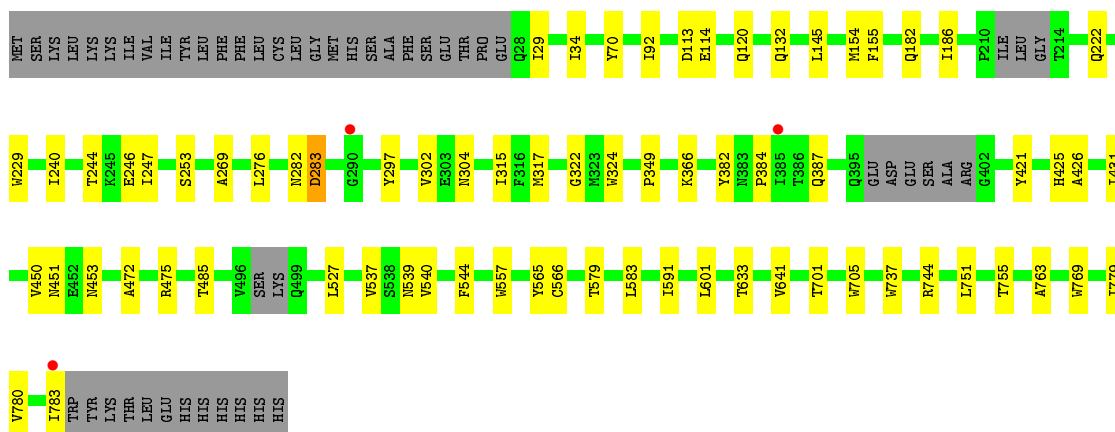 MET SER LYS LEU LEU LYS LYS ILE VAL ILE TYR LEU PHE PHE LEU CYS LEU GLY MET HIS SER ALA PHE SER GLU THR PRO GLU Q28 I29 I34 Y70 I92 D113 E114 Q120 Q132 L145 M154 F155 Q182 I186 P210 ILE LEU GLY T214 Q222
W229 I240 T244 K245 E246 I247 S253 A269 L276 N282 D283 G290 Y297 V302 E303 N304 I315 F316 M317 G322 M323 W324 P349 K366 Y382 N383 P384 I385 T386 Q387 Q395 GLU ASP GLU SER ALA ARG G402 Y421 H425 A426 I431
V450 N451 E452 N453 A472 R475 T485 V496 SER LYS Q499 L527 V537 S538 N539 V540 F544 W557 Y565 C566 T579 L583 I591 L601 T633 V641 T701 W705 W737 R744 L751 T755 A763 W769
V780 I783 TRP TYR LYS THR LEU GLU HIS HIS HIS HIS HIS HIS